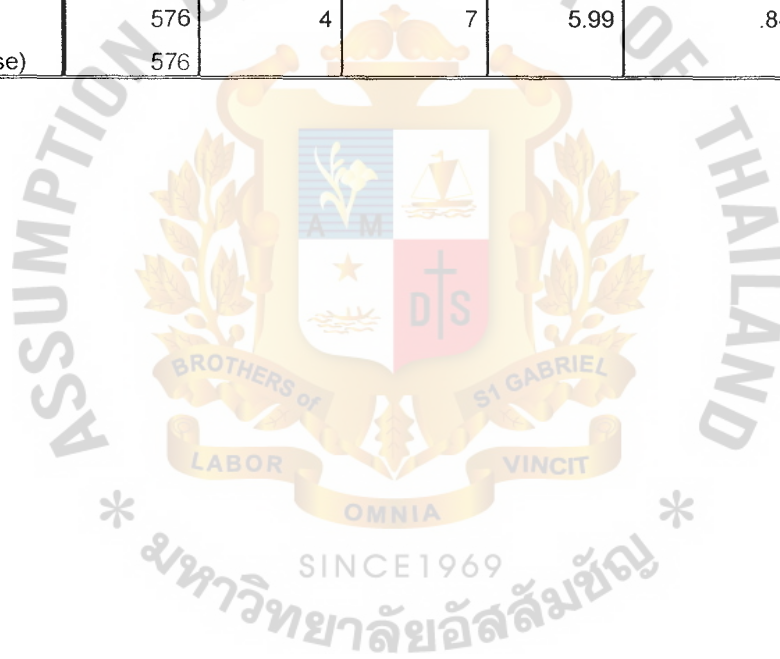 576 4 7 5.99
576
ASSUMPTION OF THAILAND
A M
D S
BROTHERS of ST GABRIEL
LABOR VINCIT
OMNIA
SINCE1969
มหาวิทยาลัยอัสสัมชัญ